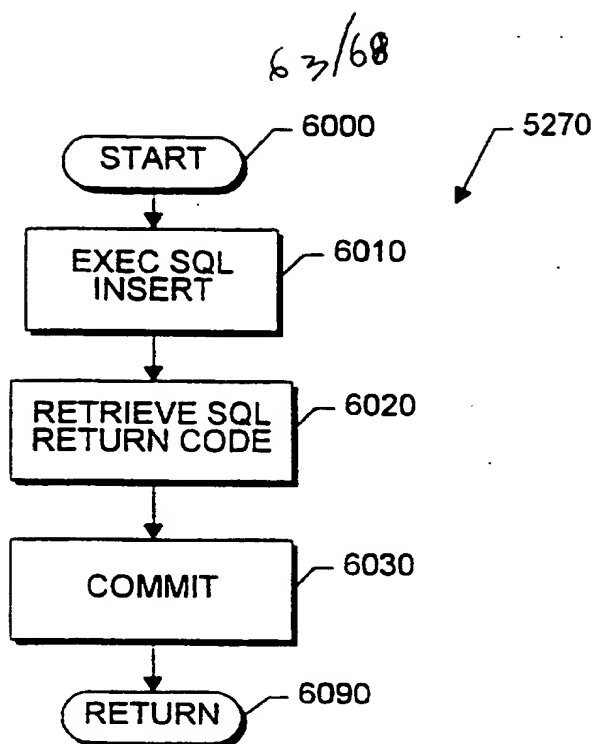 63/68
START
6000
5270
EXEC SQL
INSERT
6010
RETRIEVE SQL
RETURN CODE
6020
COMMIT
6030
RETURN
6090